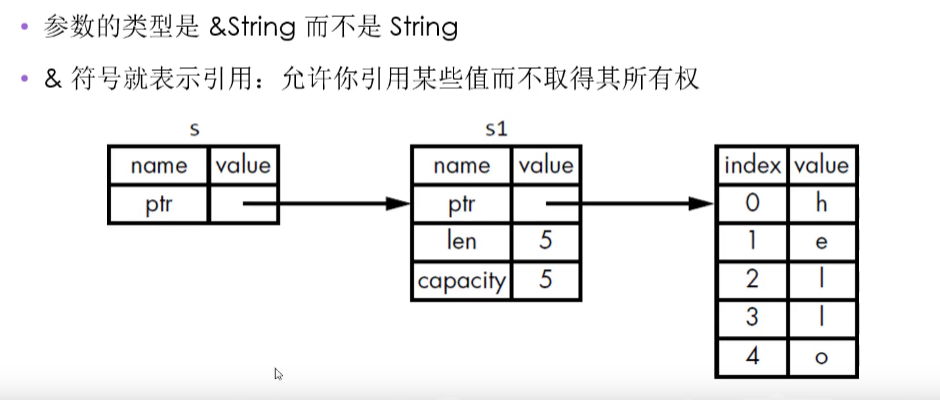 • 参数的类型是 &String 而不是 String
• & 符号就表示引用：允许你引用某些值而不取得其所有权
s
name value
ptr
s1
name value
ptr
len 5
capacity 5
index value
0 h
1 e
2 l
3 l
4 o